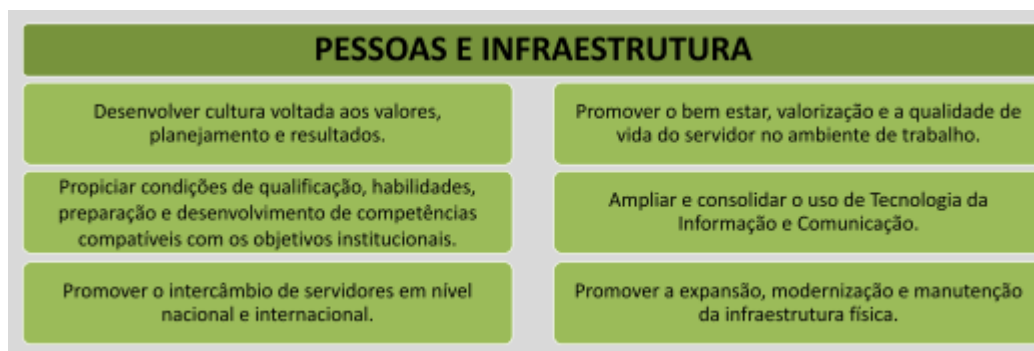 PESSOAS E INFRAESTRUTURA
Desenvolver cultura voltada aos valores,
planejamento e resultados.
Promover o bem estar, valorização e a qualidade de
vida do servidor no ambiente de trabalho.
Propiciar condições de qualificação, habilidades,
preparação e desenvolvimento de competências
compatíveis com os objetivos institucionais.
Ampliar e consolidar o uso de Tecnologia da
Informação e Comunicação.
Promover o intercâmbio de servidores em nível
nacional e internacional.
Promover a expansão, modernização e manutenção
da infraestrutura física.